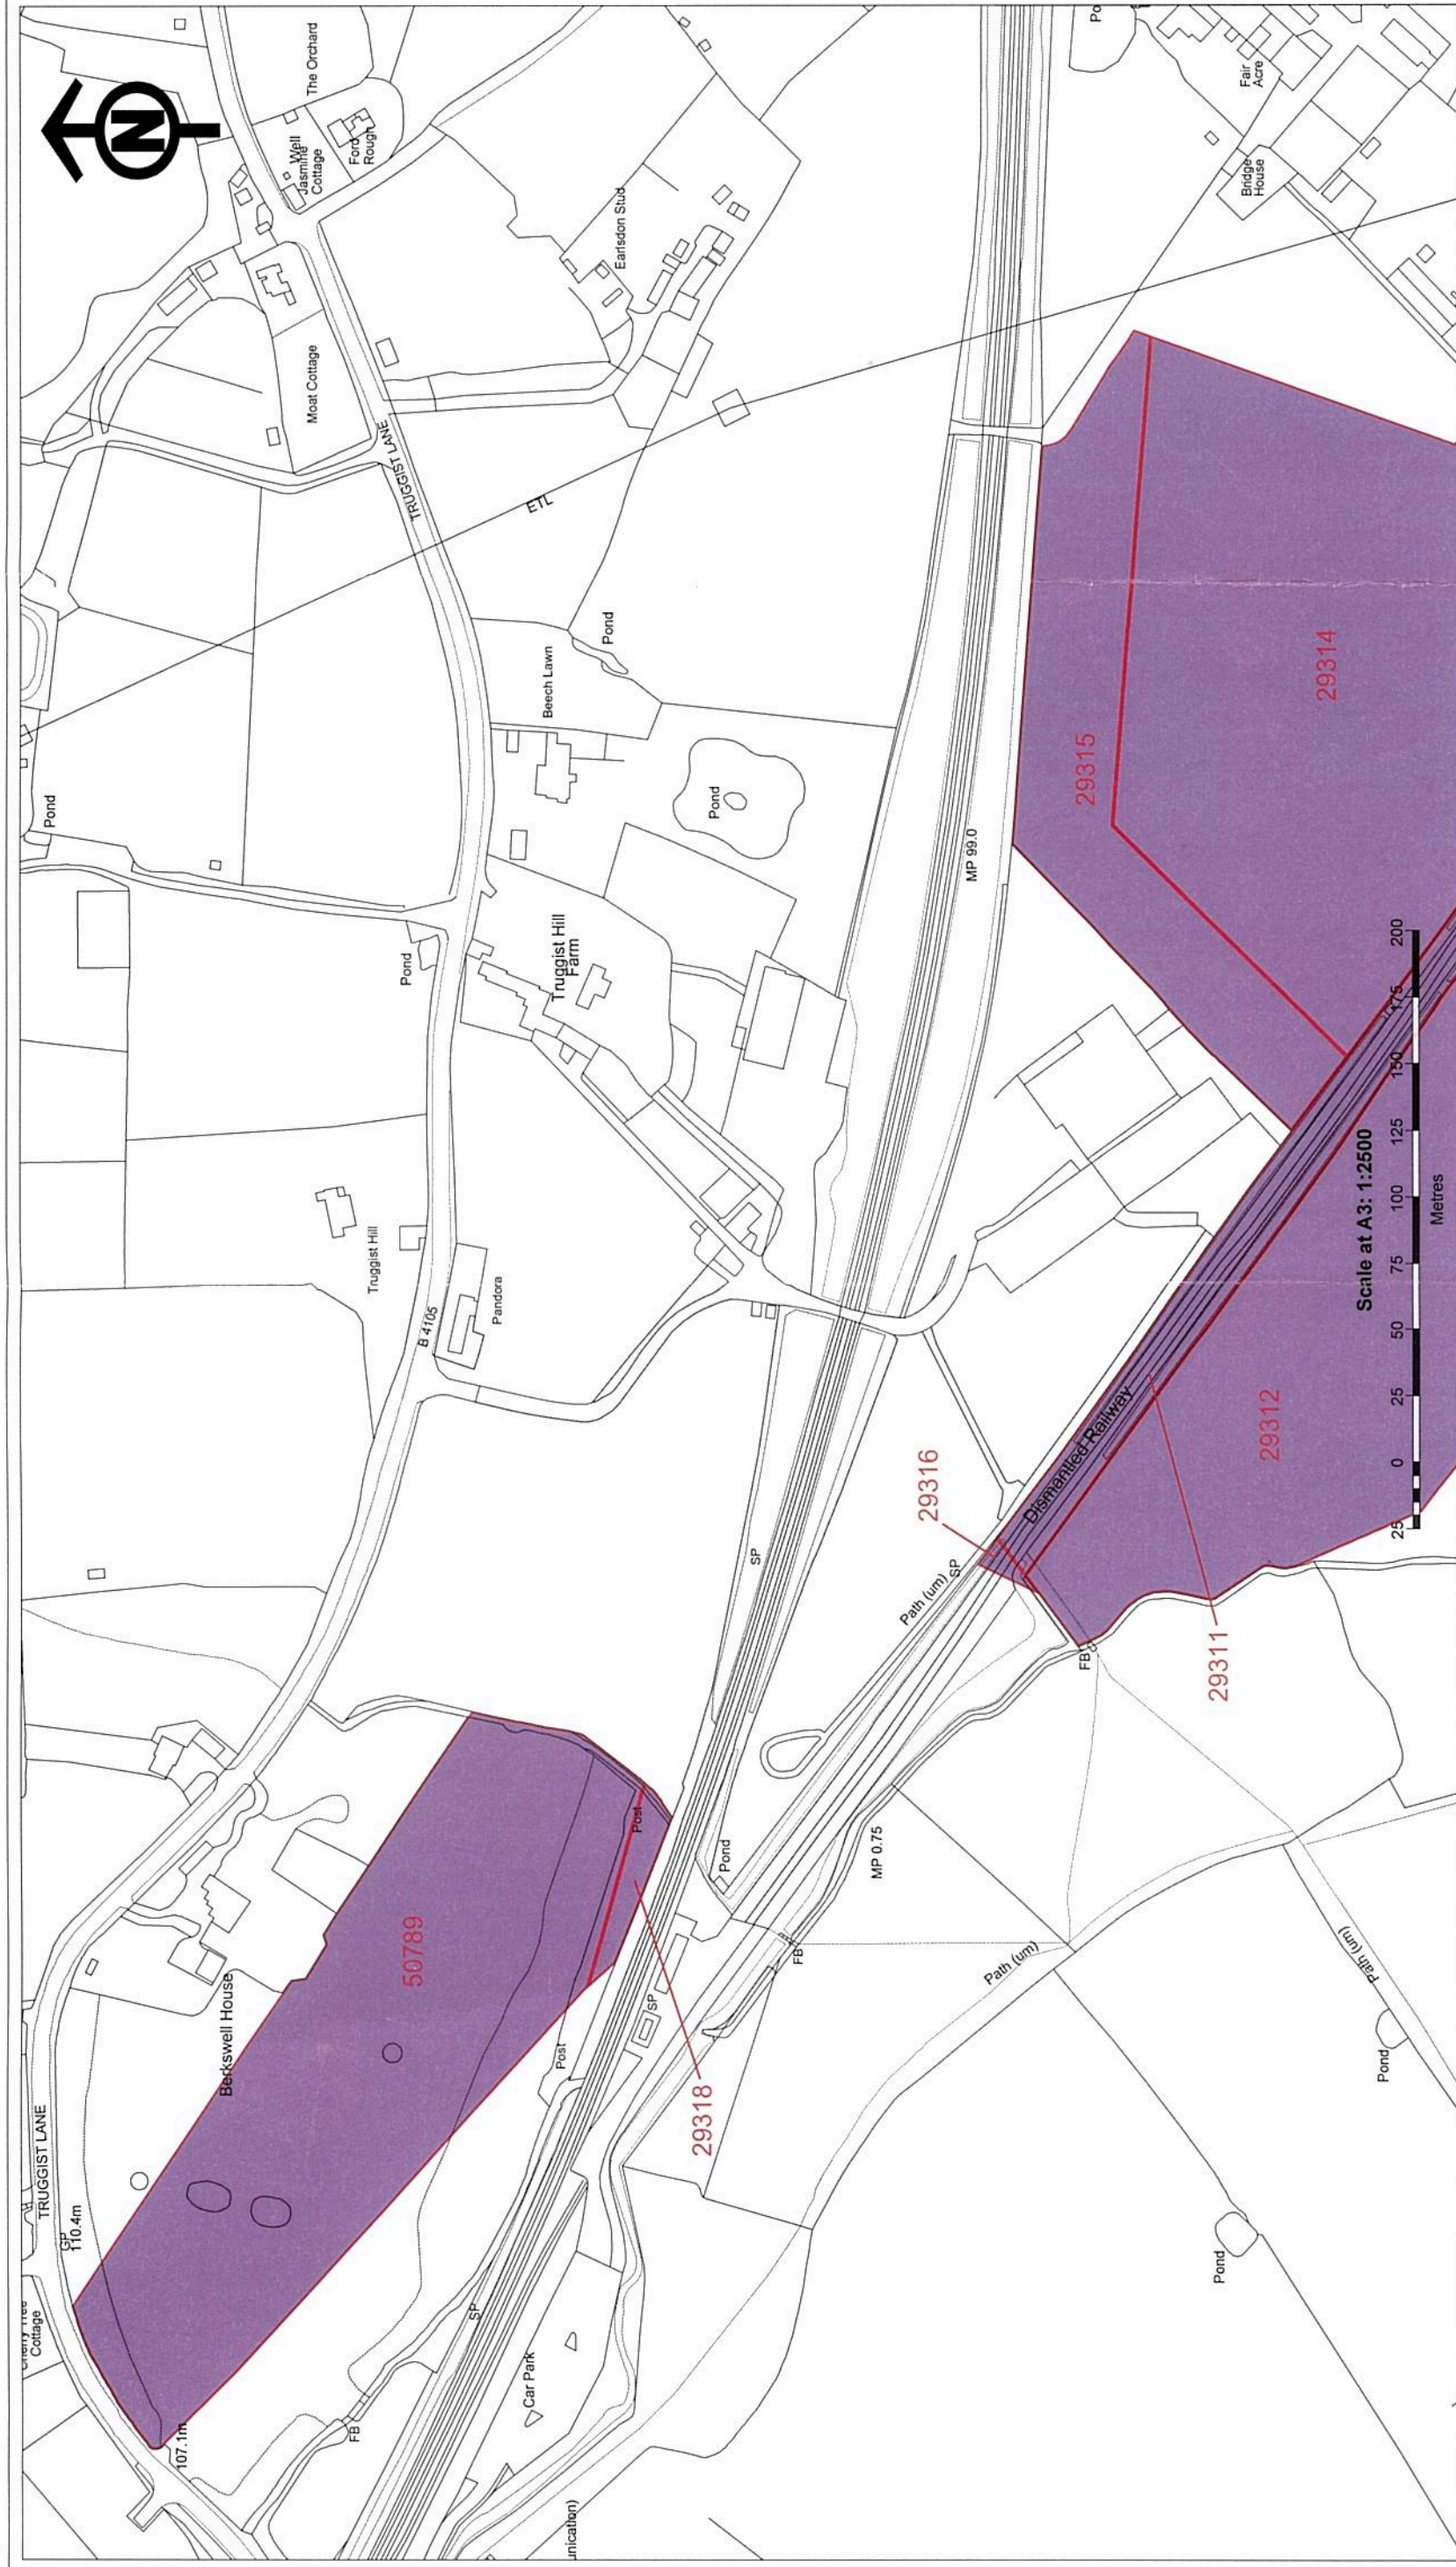 N
The Orchard
Well
Jasmine
Cottage
Ford
Rough
Moat Cottage
Earlsdon Stud
Fair
Acre
Bridge
House
TRUGGIST LANE
ETL
Pond
Pond
Beech Lawn
Pond
Pond
Truggist Hill
Farm
MP 99.0
29315
29314
Truggist Hill
B 4105
Pandora
Scale at A3: 1:2500
25 0 25 50 75 100 125 150 175 200
Metres
Dismantled Railway
29312
29316
29311
SP
Path (um)
SP
FB
Pond
MP 0.75
FB
Path (um)
Path (um)
Pond
Pond
Berkswell House
50789
Post
Post
29318
SP
TRUGGIST LANE
GP
110.4m
Cottage
107.1m
FB
SP
Car Park
unication)